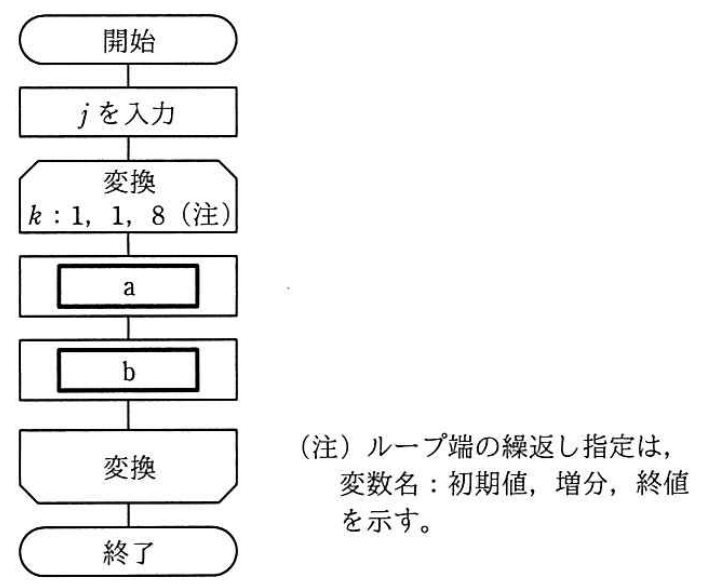 開始
jを入力
変換
k：1，1，8（注）
a
b
変換
終了
（注）ループ端の繰返し指定は，
変数名：初期値，増分，終値
を示す。